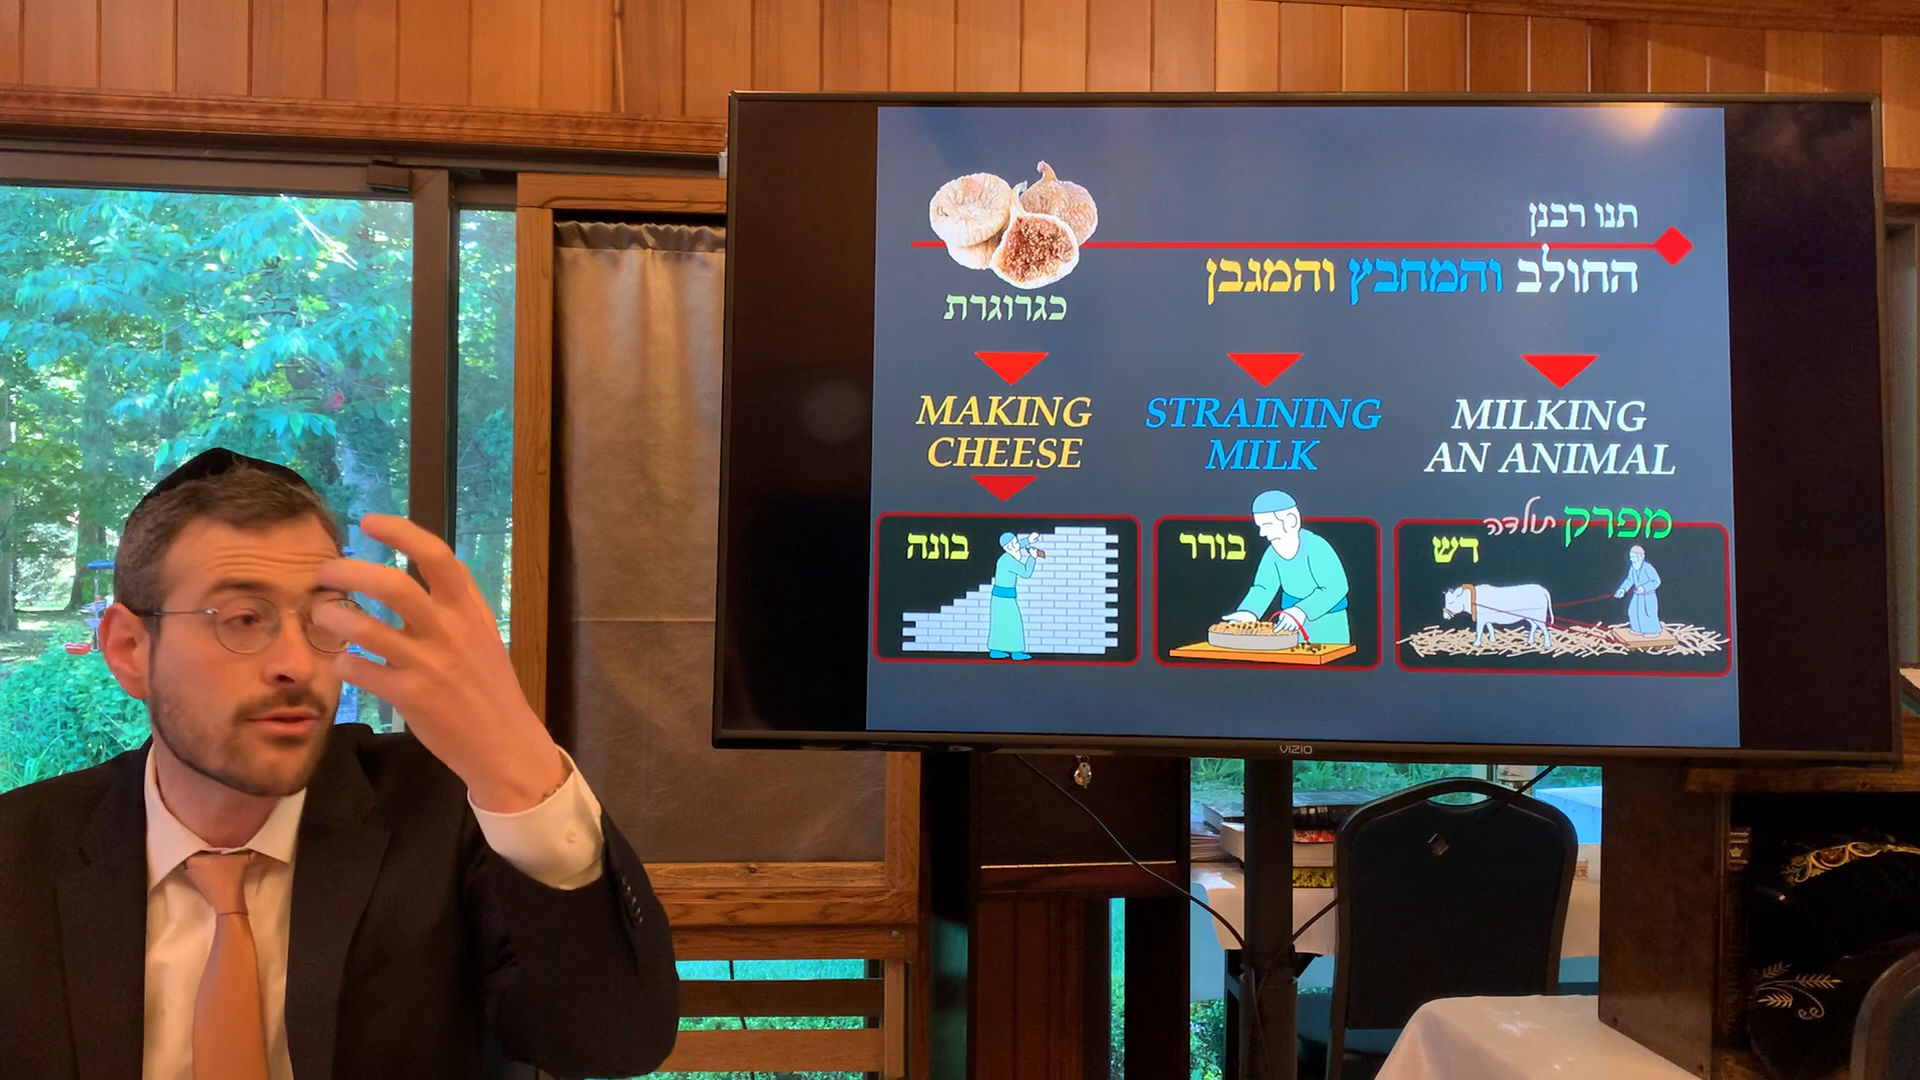 תנו רבנן
החולב והמחבץ והמגבן
כגרוגרת
MAKING
CHEESE
STRAINING
MILK
MILKING
AN ANIMAL
מפרק תולדה
דש
בורר
בונה
VIZIO